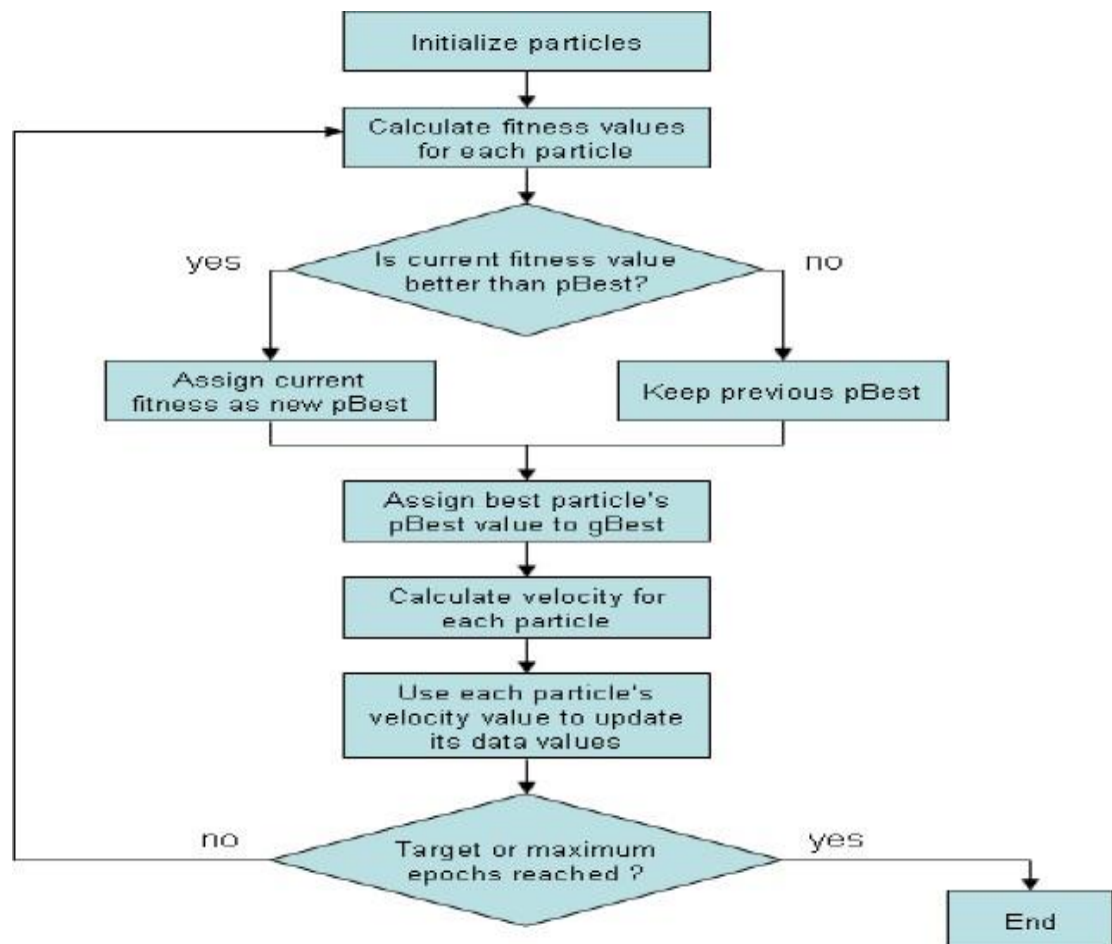 Initialize particles
Calculate fitness values
for each particle
yes
Is current fitness value
better than pBest?
no
Assign current
fitness as new pBest
Keep previous pBest
Assign best particle's
pBest value to gBest
Calculate velocity for
each particle
Use each particle's
velocity value to update
its data values
no
Target or maximum
epochs reached ?
yes
End